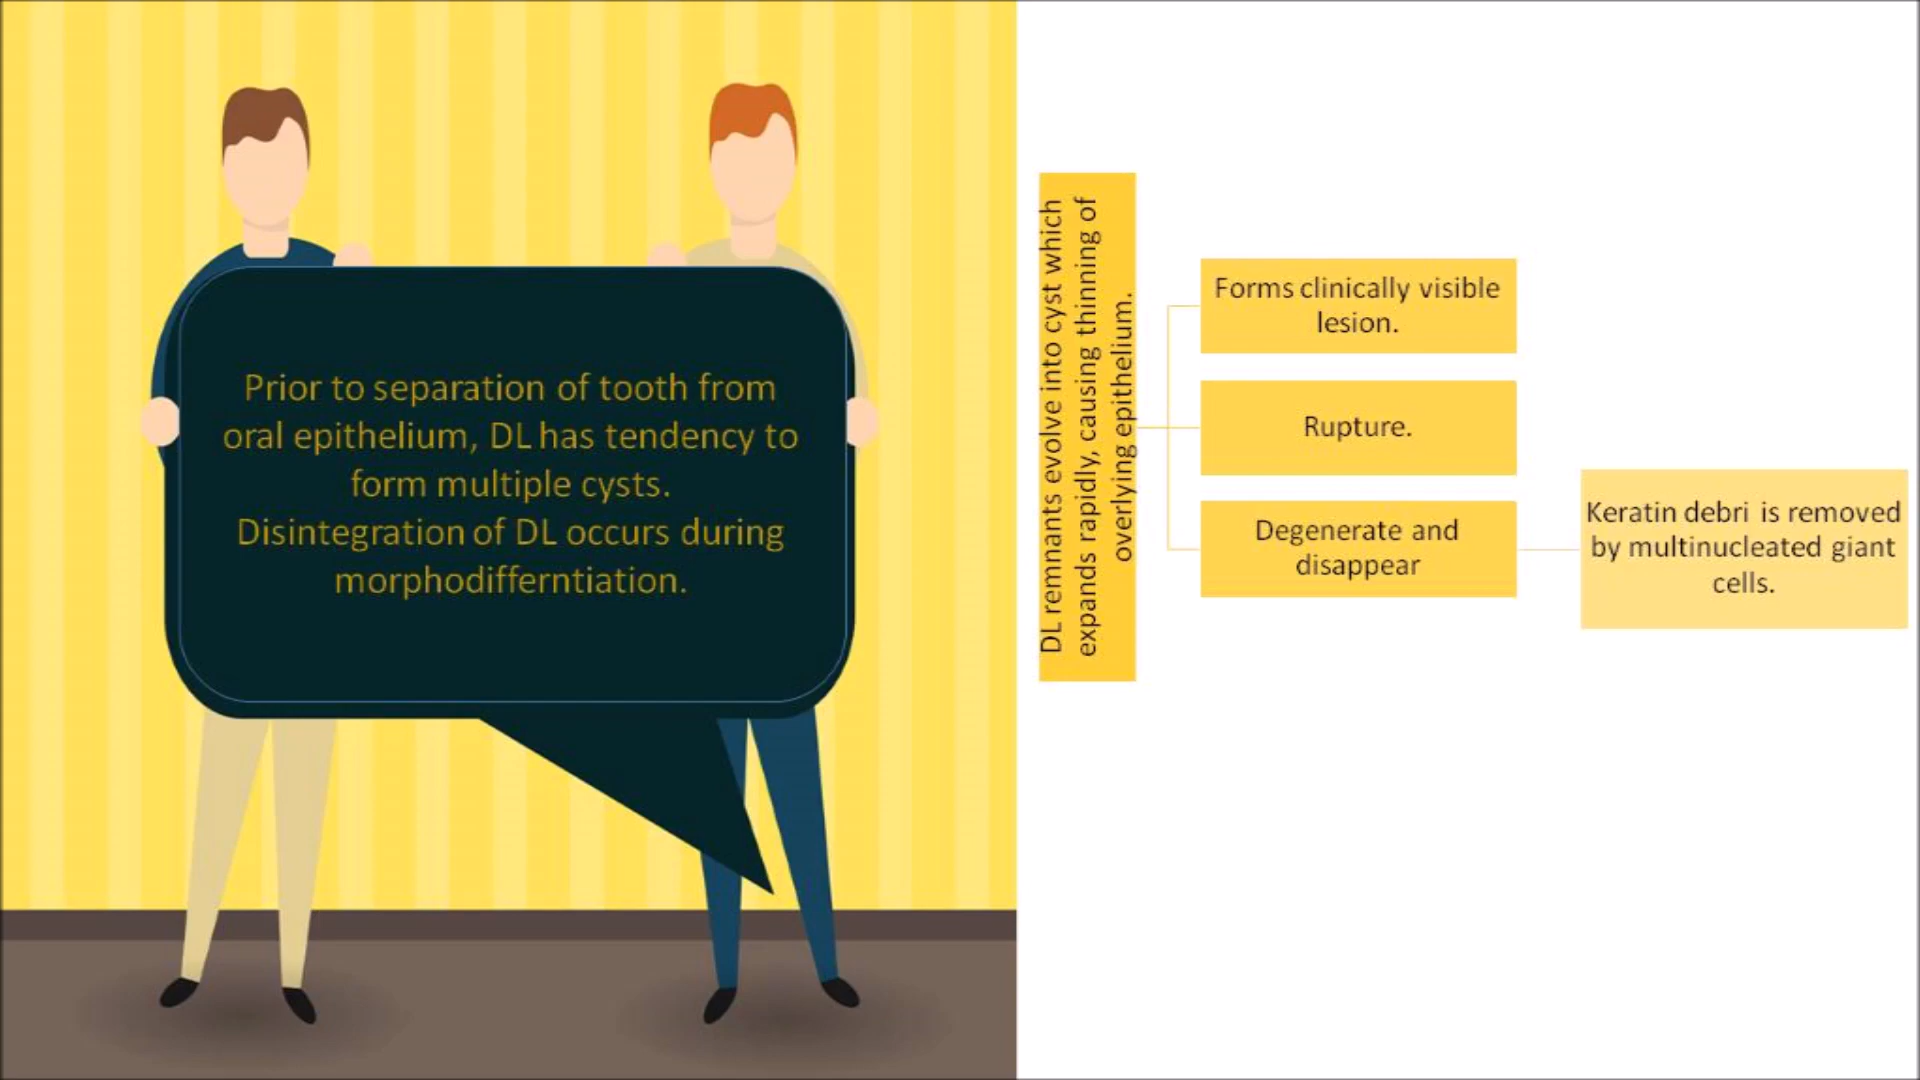 Prior to separation of tooth from
oral epithelium, DL has tendency to
form multiple cysts.
Disintegration of DL occurs during
morphodifferntiation.
DL remnants evolve into cyst which
expands rapidly, causing thinning of
overlying epithelium.
Forms clinically visible
lesion.
Rupture.
Degenerate and
disappear
Keratin debri is removed
by multinucleated giant
cells.